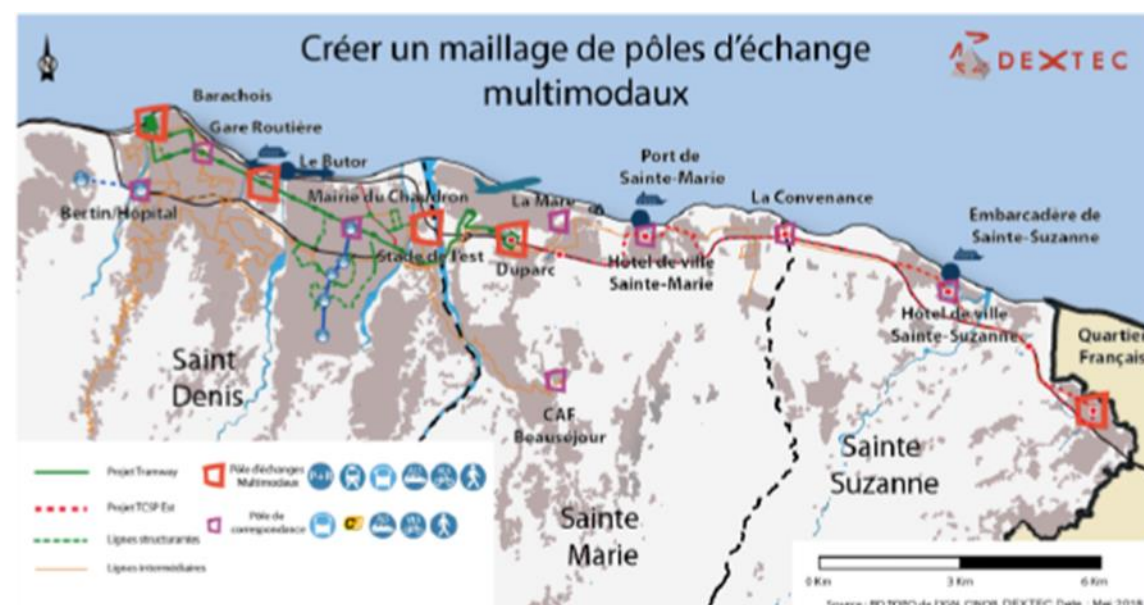 Créer un maillage de pôles d'échange
multimodaux
DEXTEC
Barachois
Gare Routière
Le Butor
Port de
Sainte-Marie
Mairie du Chaudron
La Mare
La Convenance
Bertin/Hôpital
Embarcadère de
Sainte-Suzanne
Stade de l'est
Duparc
Hôtel de ville
Sainte-Marie
Hôtel de ville
Sainte-Suzanne
Quartier
Français
Saint
Denis
CAF
Beauséjour
Sainte
Suzanne
Sainte
Marie
Projet Tramway
Projet TCSP Est
Lignes structurantes
Lignes intermédiaires
Pôle d'échanges
Multimodaux
P+R
Pôle de
correspondance
0 Km
3 Km
6 Km